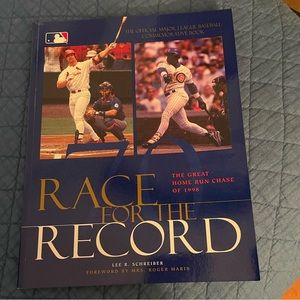 THE OFFICIAL MAJOR LEAGUE BASEBALL
COMMEMORATIVE BOOK
70
THE GREAT
HOME RUN CHASE
OF 1998
RACE
FOR THE
RECORD
LEE R. SCHREIBER
FOREWORD BY MRS. ROGER MARIS